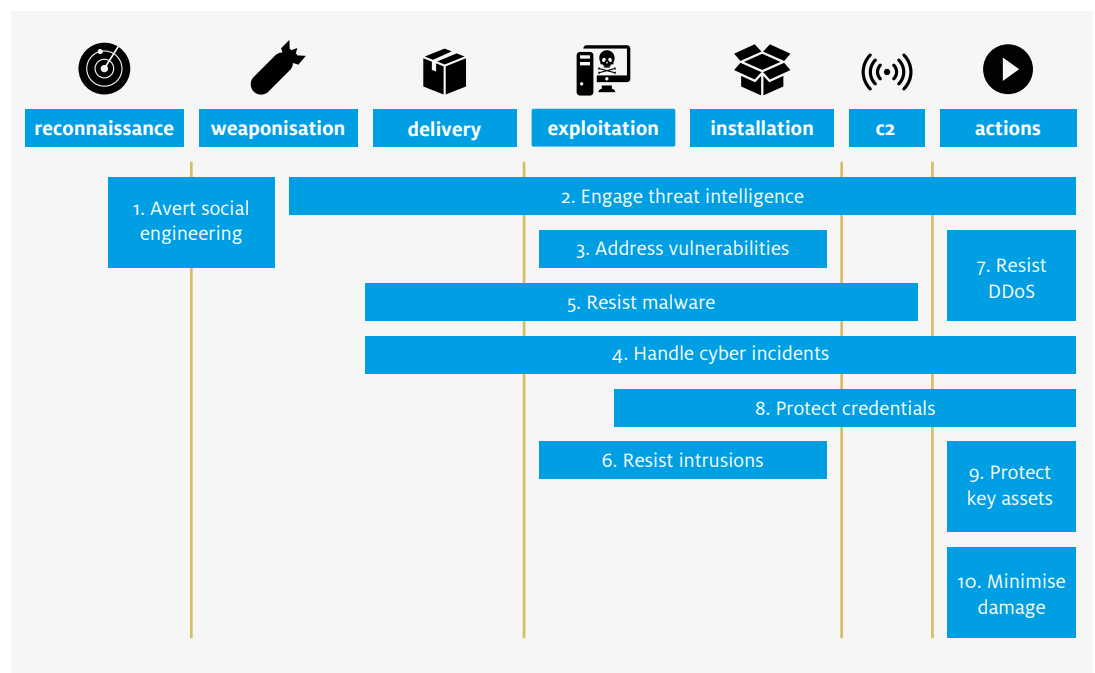 reconnaissance
weaponisation
delivery
exploitation
installation
c2
actions
1. Avert social
engineering
2. Engage threat intelligence
3. Address vulnerabilities
7. Resist
DDoS
5. Resist malware
4. Handle cyber incidents
8. Protect credentials
6. Resist intrusions
9. Protect
key assets
10. Minimise
damage